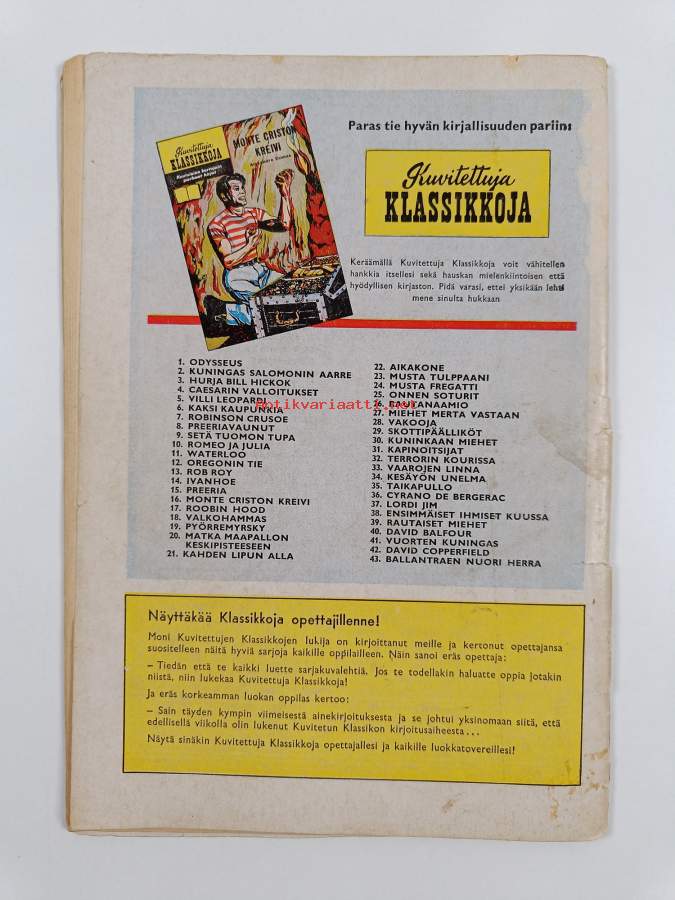 Paras tie hyvän kirjallisuuden pariin:
Kuvitettuja
KLASSIKKOJA
MONTE CRISTON
KREIVI
Kuvitettuja
KLASSIKKOJA
Keräämällä Kuvitettuja Klassikkoja voit vähitellen
hankkia itsellesi sekä hauskan mielenkiintoisen että
hyödyllisen kirjaston. Pidä varasi, ettei yksikään lehti
mene sinulta hukkaan
1. ODYSSEUS
2. KUNINGAS SALOMONIN AARRE
3. HURJA BILL HICKOK
4. CAESARIN VALLOITUKSET
5. VILLI LEOPARDI
6. KAKSI KAUPUNKIA
7. ROBINSON CRUSOE
8. PREERIAVAUNUT
9. SETÄ TUOMON TUPA
10. ROMEO JA JULIA
11. WATERLOO
12. OREGONIN TIE
13. ROB ROY
14. IVANHOE
15. PREERIA
16. MONTE CRISTON KREIVI
17. ROOBIN HOOD
18. VALKOHAMMAS
19. PYÖRREMYRSKY
20. MATKA MAAPALLON
KESKIPISTEESEEN
21. KAHDEN LIPUN ALLA
22. AIKAKONE
23. MUSTA TULPPAANI
24. MUSTA FREGATTI
25. ONNEN SOTURIT
26. RAUTANAAMIO
27. MIEHET MERTA VASTAAN
28. VAKOOJA
29. SKOTTIPÄÄLLIKÖT
30. KUNINKAAN MIEHET
31. KAPINOITSIJAT
32. TERRORIN KOURISSA
33. VAAROJEN LINNA
34. KESÄYÖN UNELMA
35. TAIKAPULLO
36. CYRANO DE BERGERAC
37. LORDI JIM
38. ENSIMMÄISET IHMISET KUUSSA
39. RAUTAISET MIEHET
40. DAVID BALFOUR
41. VUORTEN KUNINGAS
42. DAVID COPPERFIELD
43. BALLANTRAEN NUORI HERRA
Antikvariaatti.net
Näyttäkää Klassikkoja opettajillenne!
Moni Kuvitettujen Klassikkojen lukija on kirjoittanut meille ja kertonut opettajansa
suositelleen näitä hyviä sarjoja kaikille oppilailleen. Näin sanoi eräs opettaja:
– Tiedän että te kaikki luette sarjakuvalehtiä. Jos te todellakin haluatte oppia jotakin
niistä, niin lukekaa Kuvitettuja Klassikkoja!
Ja eräs korkeamman luokan oppilas kertoo:
– Sain täyden kympin viimeisestä ainekirjoituksesta ja se johtui yksinomaan siitä, että
edellisellä viikolla olin lukenut Kuvitetun Klassikon kirjoitusaiheesta...
Näytä sinäkin Kuvitettuja Klassikkoja opettajallesi ja kaikille luokkatovereillesi!